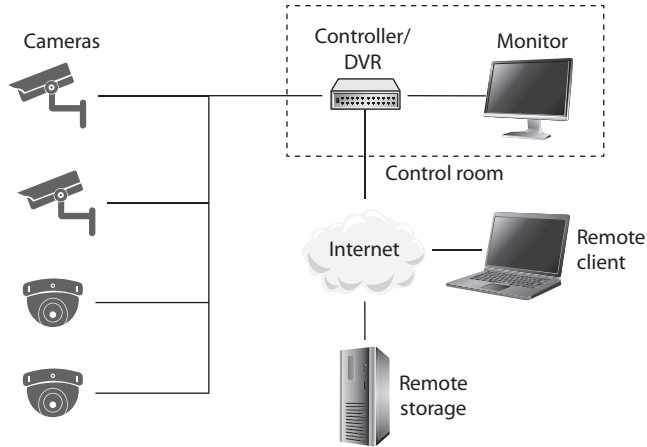 Cameras
Controller/
DVR
Monitor
Control room
Internet
Remote
client
Remote
storage